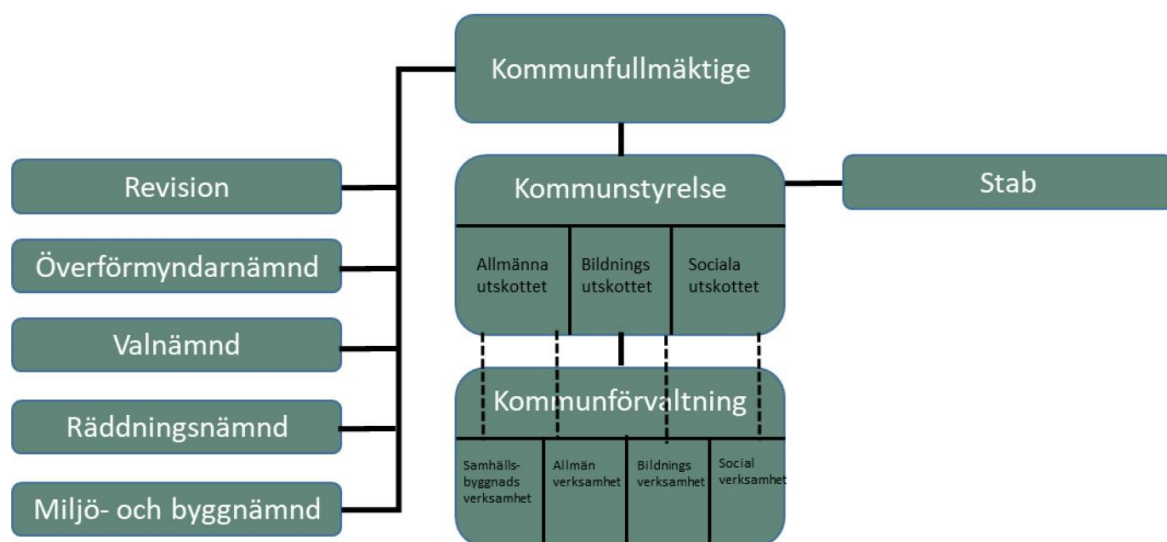 Kommunfullmäktige
Revision
Överförmyndarnämnd
Valnämnd
Räddningsnämnd
Miljö- och byggnämnd
Kommunstyrelse
Stab
Allmänna
utskottet
Bildnings
utskottet
Sociala
utskottet
Kommunförvaltning
Samhälls-
byggnads
verksamhet
Allmän
verksamhet
Bildnings
verksamhet
Social
verksamhet